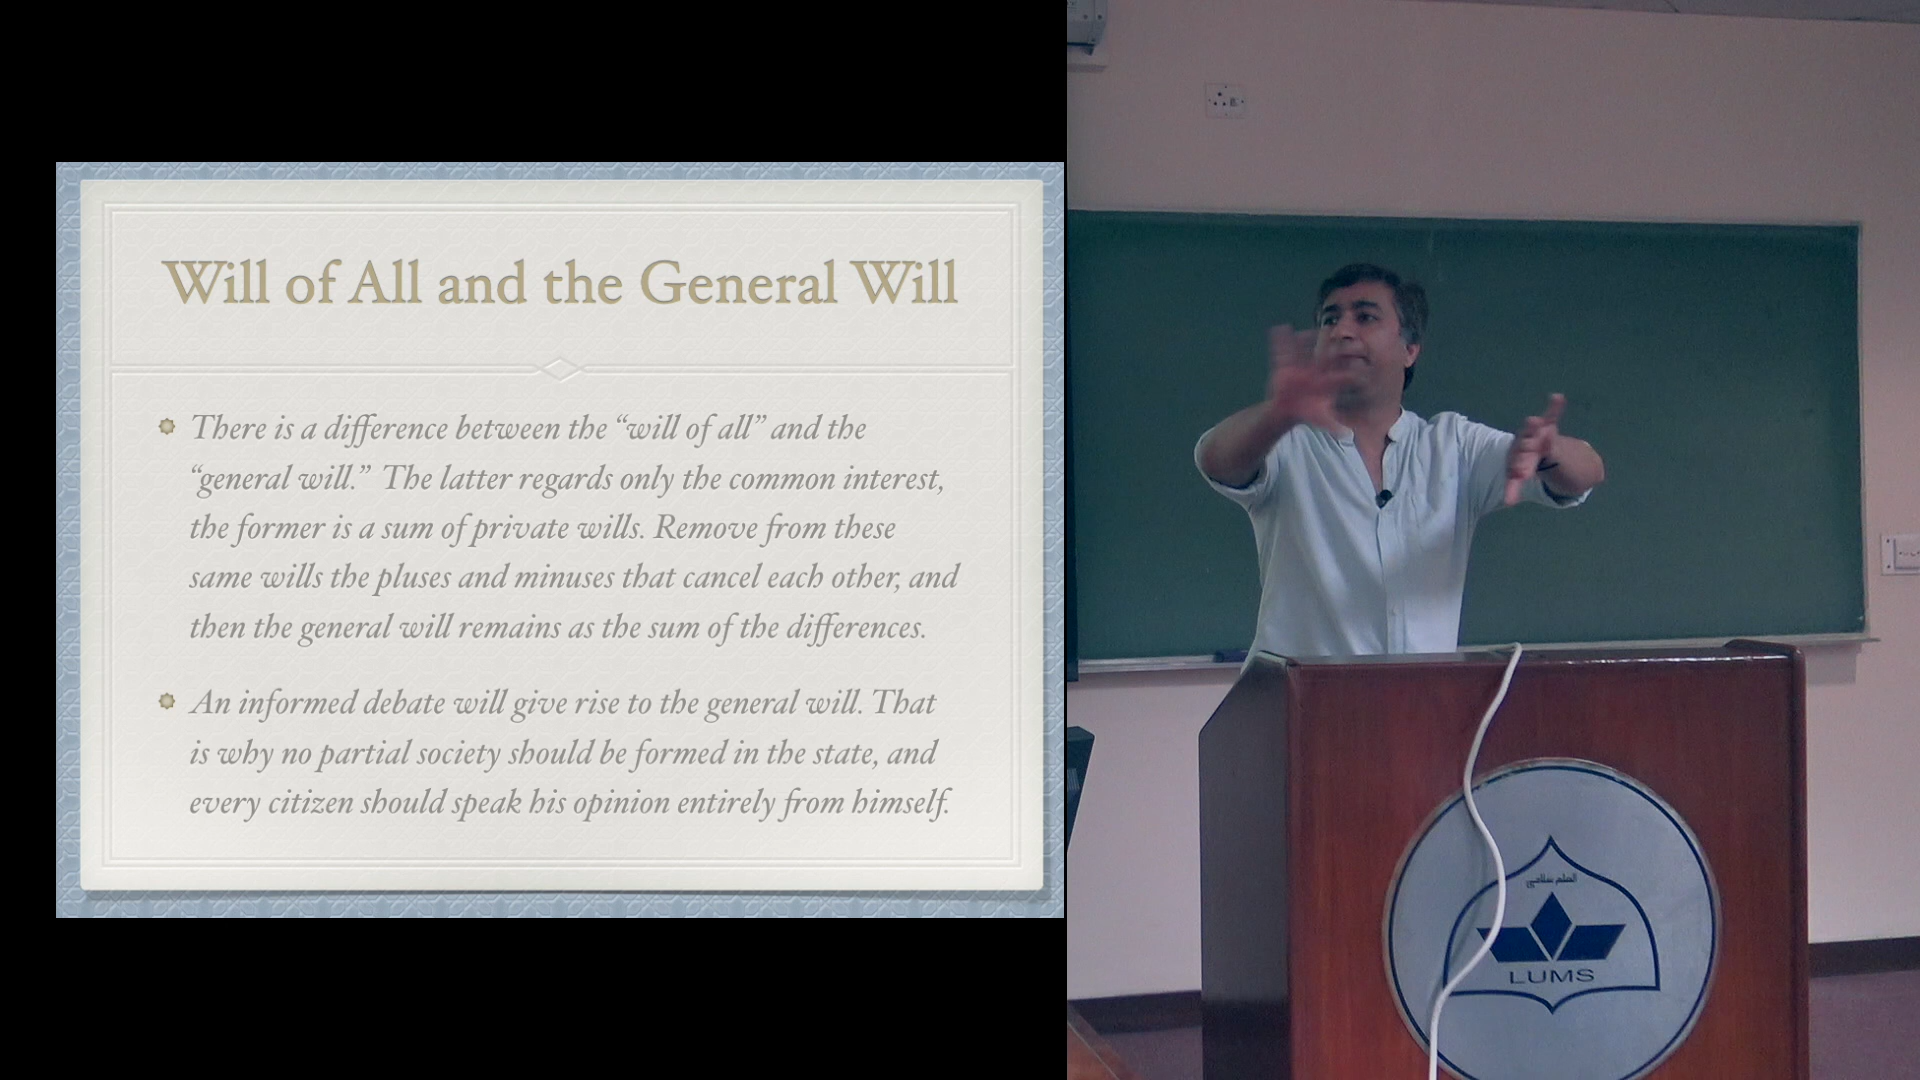 Will of All and the General Will
There is a difference between the “will of all” and the
“general will.” The latter regards only the common interest,
the former is a sum of private wills. Remove from these
same wills the pluses and minuses that cancel each other, and
then the general will remains as the sum of the differences.
An informed debate will give rise to the general will. That
is why no partial society should be formed in the state, and
every citizen should speak his opinion entirely from himself.
LUMS